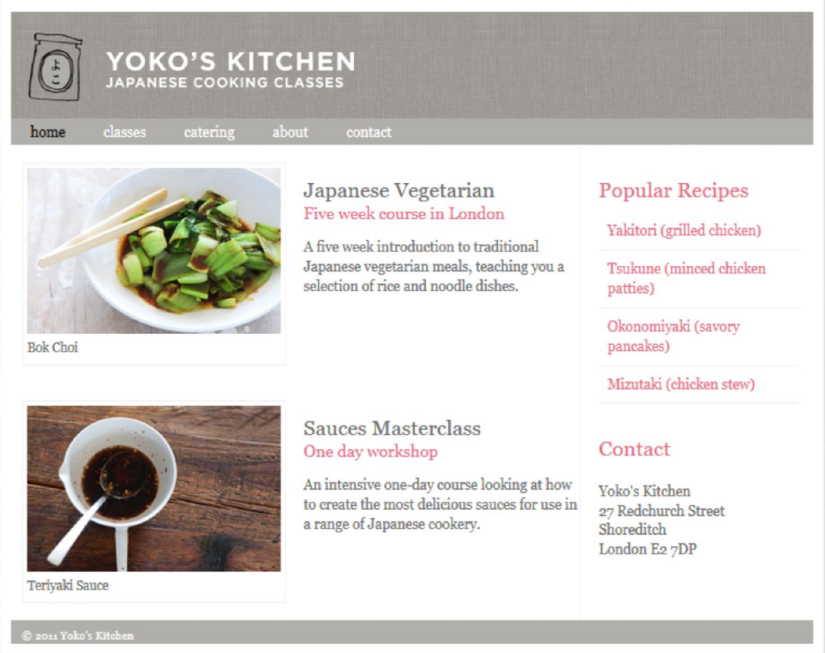 よこ
YOKO'S KITCHEN
JAPANESE COOKING CLASSES
home classes catering about contact
Bok Choi
Japanese Vegetarian
Five week course in London
A five week introduction to traditional
Japanese vegetarian meals, teaching you a
selection of rice and noodle dishes.
Teriyaki Sauce
Sauces Masterclass
One day workshop
An intensive one-day course looking at how
to create the most delicious sauces for use in
a range of Japanese cookery.
Popular Recipes
Yakitori (grilled chicken)
Tsukune (minced chicken
patties)
Okonomiyaki (savory
pancakes)
Mizutaki (chicken stew)
Contact
Yoko's Kitchen
27 Redchurch Street
Shoreditch
London E2 7DP
© 2011 Yoko's Kitchen